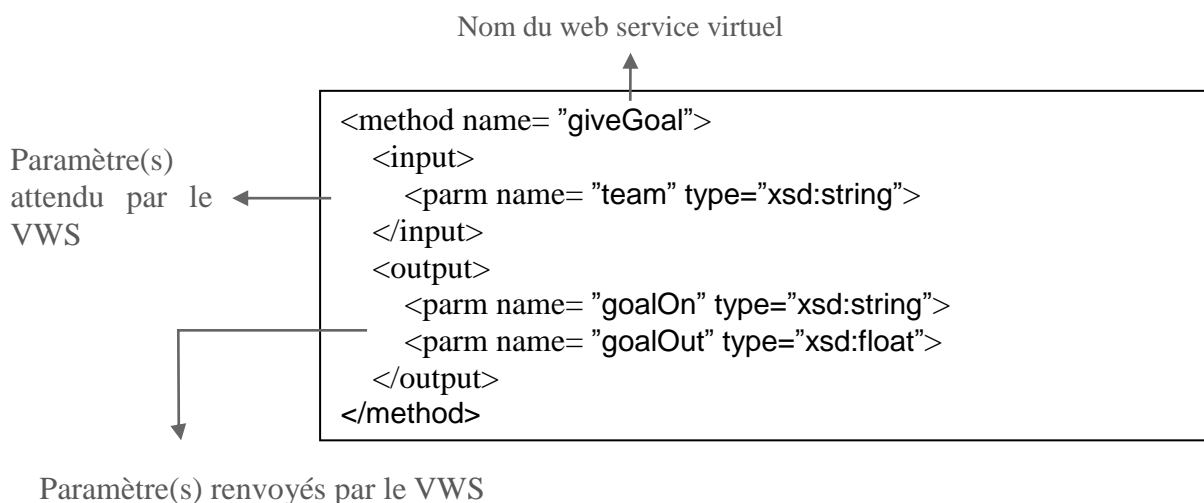 Nom du web service virtuel
<method name= ”giveGoal”>
<input>
<parm name= ”team” type=”xsd:string”>
</input>
<output>
<parm name= ”goalOn” type=”xsd:string”>
<parm name= ”goalOut” type=”xsd:float”>
</output>
</method>
Paramètre(s)
attendu par le
VWS
Paramètre(s) renvoyés par le VWS